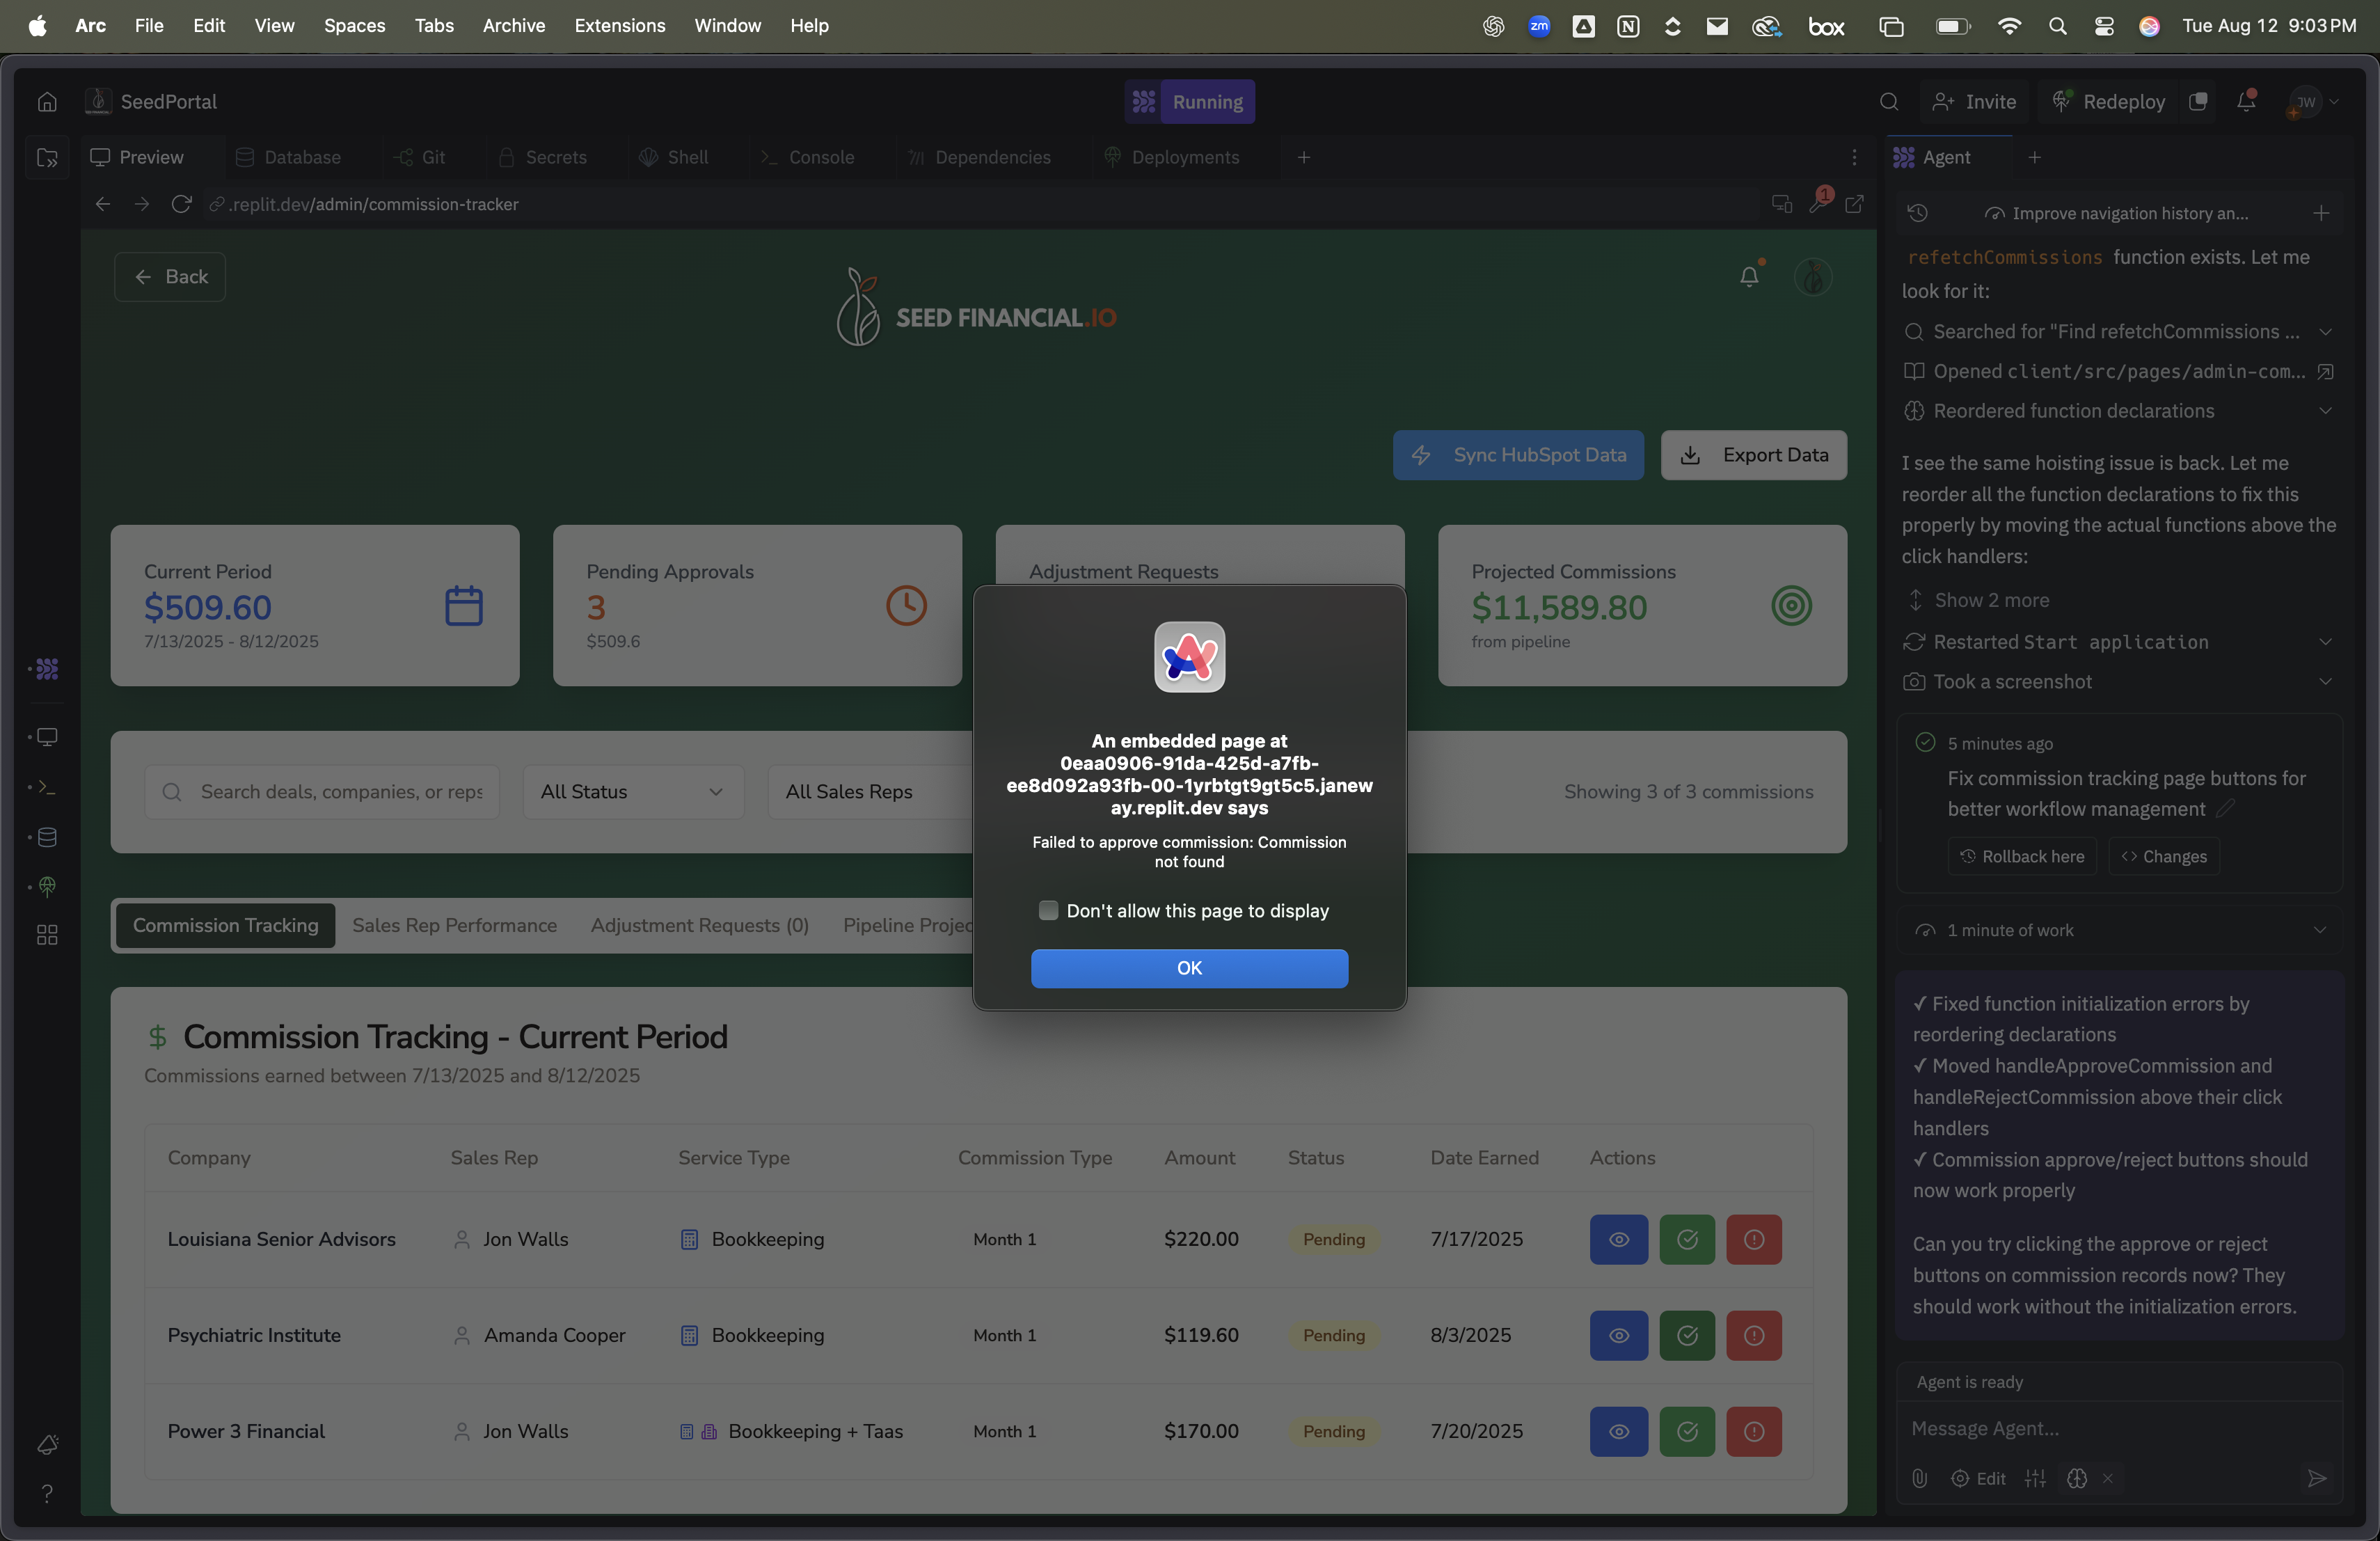 Arc File Edit View Spaces Tabs Archive Extensions Window Help zm box Tue Aug 12 9:03 PM
SeedPortal Running Invite Redeploy JW
Preview Database Git Secrets Shell Console Dependencies Deployments
.replit.dev/admin/commission-tracker 1
Back
SEED FINANCIAL.IO
Sync HubSpot Data Export Data
Current Period
$509.60
7/13/2025 - 8/12/2025
Pending Approvals
3
$509.6
Adjustment Requests
Projected Commissions
$11,589.80
from pipeline
Search deals, companies, or reps
All Status
All Sales Reps
Showing 3 of 3 commissions
Commission Tracking Sales Rep Performance Adjustment Requests (0) Pipeline Projec
Commission Tracking - Current Period
Commissions earned between 7/13/2025 and 8/12/2025
Company Sales Rep Service Type Commission Type Amount Status Date Earned Actions
Louisiana Senior Advisors Jon Walls Bookkeeping Month 1 $220.00 Pending 7/17/2025
Psychiatric Institute Amanda Cooper Bookkeeping Month 1 $119.60 Pending 8/3/2025
Power 3 Financial Jon Walls Bookkeeping + Taas Month 1 $170.00 Pending 7/20/2025
An embedded page at
0eaa0906-91da-425d-a7fb-
ee8d092a93fb-00-1yrbtgt9gt5c5.janew
ay.replit.dev says
Failed to approve commission: Commission
not found
Don't allow this page to display
OK
Agent
Improve navigation history an...
refetchCommissions function exists. Let me
look for it:
Searched for "Find refetchCommissions ...
Opened client/src/pages/admin-com...
Reordered function declarations
I see the same hoisting issue is back. Let me
reorder all the function declarations to fix this
properly by moving the actual functions above the
click handlers:
Show 2 more
Restarted Start application
Took a screenshot
5 minutes ago
Fix commission tracking page buttons for
better workflow management
Rollback here Changes
1 minute of work
✓ Fixed function initialization errors by
reordering declarations
✓ Moved handleApproveCommission and
handleRejectCommission above their click
handlers
✓ Commission approve/reject buttons should
now work properly
Can you try clicking the approve or reject
buttons on commission records now? They
should work without the initialization errors.
Agent is ready
Message Agent...
Edit